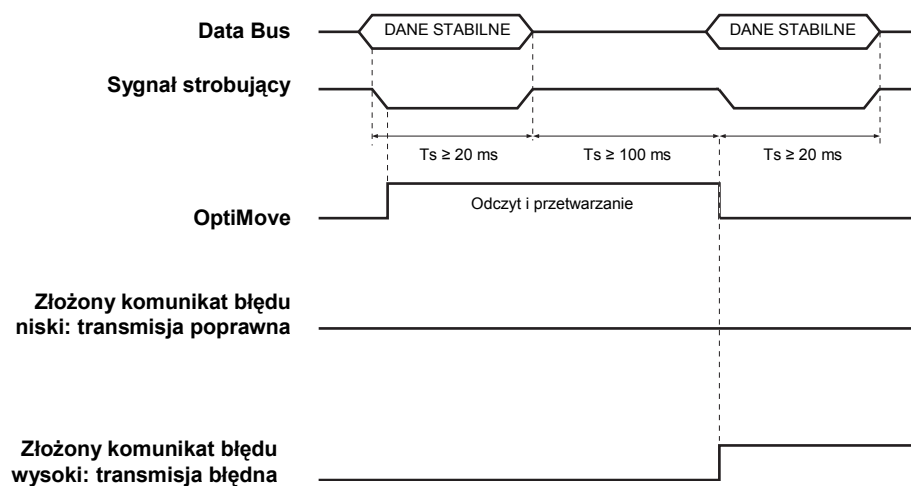 Data Bus
DANE STABILNE
DANE STABILNE
Sygnał strobujący
Ts ≥ 20 ms
Ts ≥ 100 ms
Ts ≥ 20 ms
OptiMove
Odczyt i przetwarzanie
Złożony komunikat błędu
niski: transmisja poprawna
Złożony komunikat błędu
wysoki: transmisja błędna